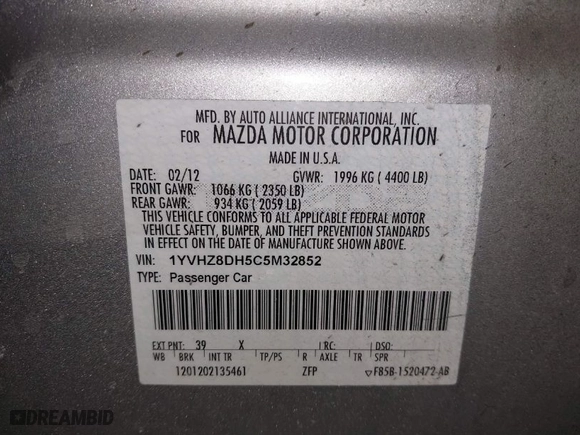 MFD. BY AUTO ALLIANCE INTERNATIONAL, INC.
FOR MAZDA MOTOR CORPORATION
MADE IN U.S.A.
DATE: 02/12 GVWR: 1996 KG ( 4400 LB)
FRONT GAWR: 1066 KG ( 2350 LB)
REAR GAWR: 934 KG ( 2059 LB)
THIS VEHICLE CONFORMS TO ALL APPLICABLE FEDERAL MOTOR
VEHICLE SAFETY, BUMPER, AND THEFT PREVENTION STANDARDS
IN EFFECT ON THE DATE OF MANUFACTURE SHOWN ABOVE.
VIN: 1YVHZ8DH5C5M32852
TYPE: Passenger Car
EXT PNT: 39 X RC: DSO:
WB BRK INT TR TP/PS R AXLE TR SPR
1201202135461 ZFP ▽F85B-1520472-AB
DREAMBID